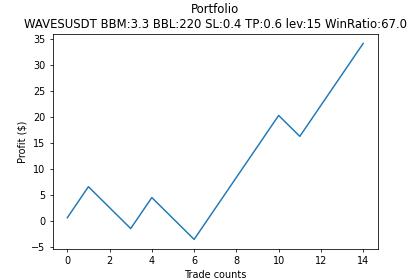 Portfolio
WAVESUSDT BBM:3.3 BBL:220 SL:0.4 TP:0.6 lev:15 WinRatio:67.0
35
30
25
20
15
10
5
0
−5
Profit ($)
0 2 4 6 8 10 12 14
Trade counts